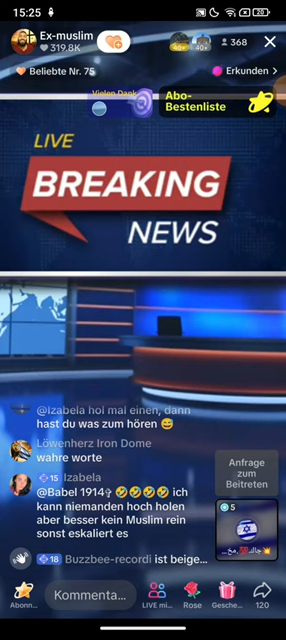 15:25
20
Ex-muslim
319.8K
40+
40+
368
Beliebte Nr. 75
Erkunden >
Vielen Dank
Abo-
Bestenliste
LIVE
BREAKING
NEWS
@Izabela hol mal einen, dann
hast du was zum hören 😅
Löwenherz Iron Dome
wahre worte
15 Izabela
@Babel 1914✞ 🤣🤣🤣🤣 ich
kann niemanden hoch holen
aber besser kein Muslim rein
sonst eskaliert es
Anfrage
zum
Beitreten
5
18 Buzzbee-recordi ist beige...
Abonn...
Kommenta...
LIVE mi...
Rose
Gesche...
120